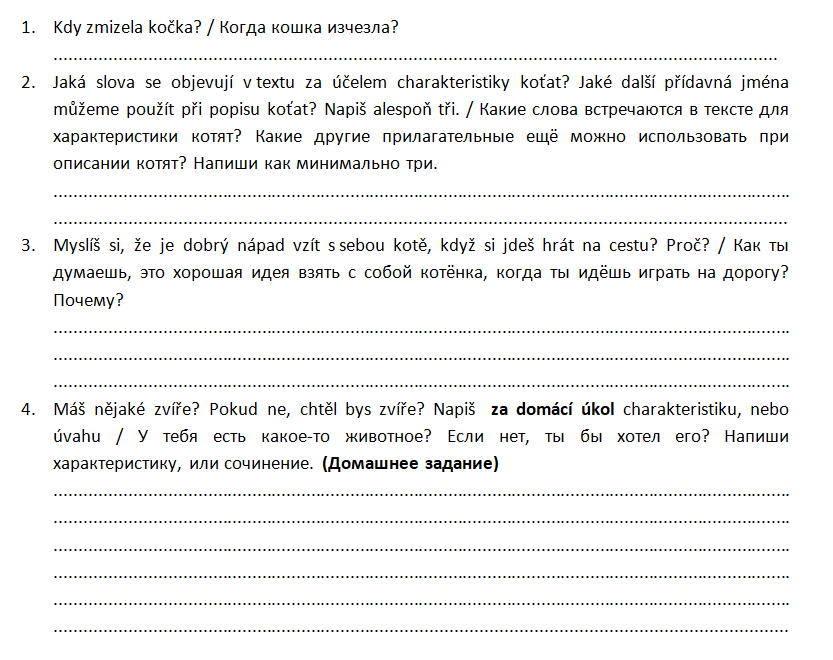 1. Kdy zmizela kočka? / Когда кошка изчезла?
...................................................................................................................................................
2. Jaká slova se objevují v textu za účelem charakteristiky koťat? Jaké další přídavná jména
můžeme použít při popisu koťat? Napiš alespoň tři. / Какие слова встречаются в тексте для
характеристики котят? Какие другие прилагательные ещё можно использовать при
описании котят? Напиши как минимально три.
...................................................................................................................................................
...................................................................................................................................................
3. Myslíš si, že je dobrý nápad vzít s sebou kotě, když si jdeš hrát na cestu? Proč? / Как ты
думаешь, это хорошая идея взять с собой котёнка, когда ты идёшь играть на дорогу?
Почему?
...................................................................................................................................................
...................................................................................................................................................
...................................................................................................................................................
4. Máš nějaké zvíře? Pokud ne, chtěl bys zvíře? Napiš za domácí úkol charakteristiku, nebo
úvahu / У тебя есть какое-то животное? Если нет, ты бы хотел его? Напиши
характеристику, или сочинение. (Домашнее задание)
...................................................................................................................................................
...................................................................................................................................................
...................................................................................................................................................
...................................................................................................................................................
...................................................................................................................................................
...................................................................................................................................................